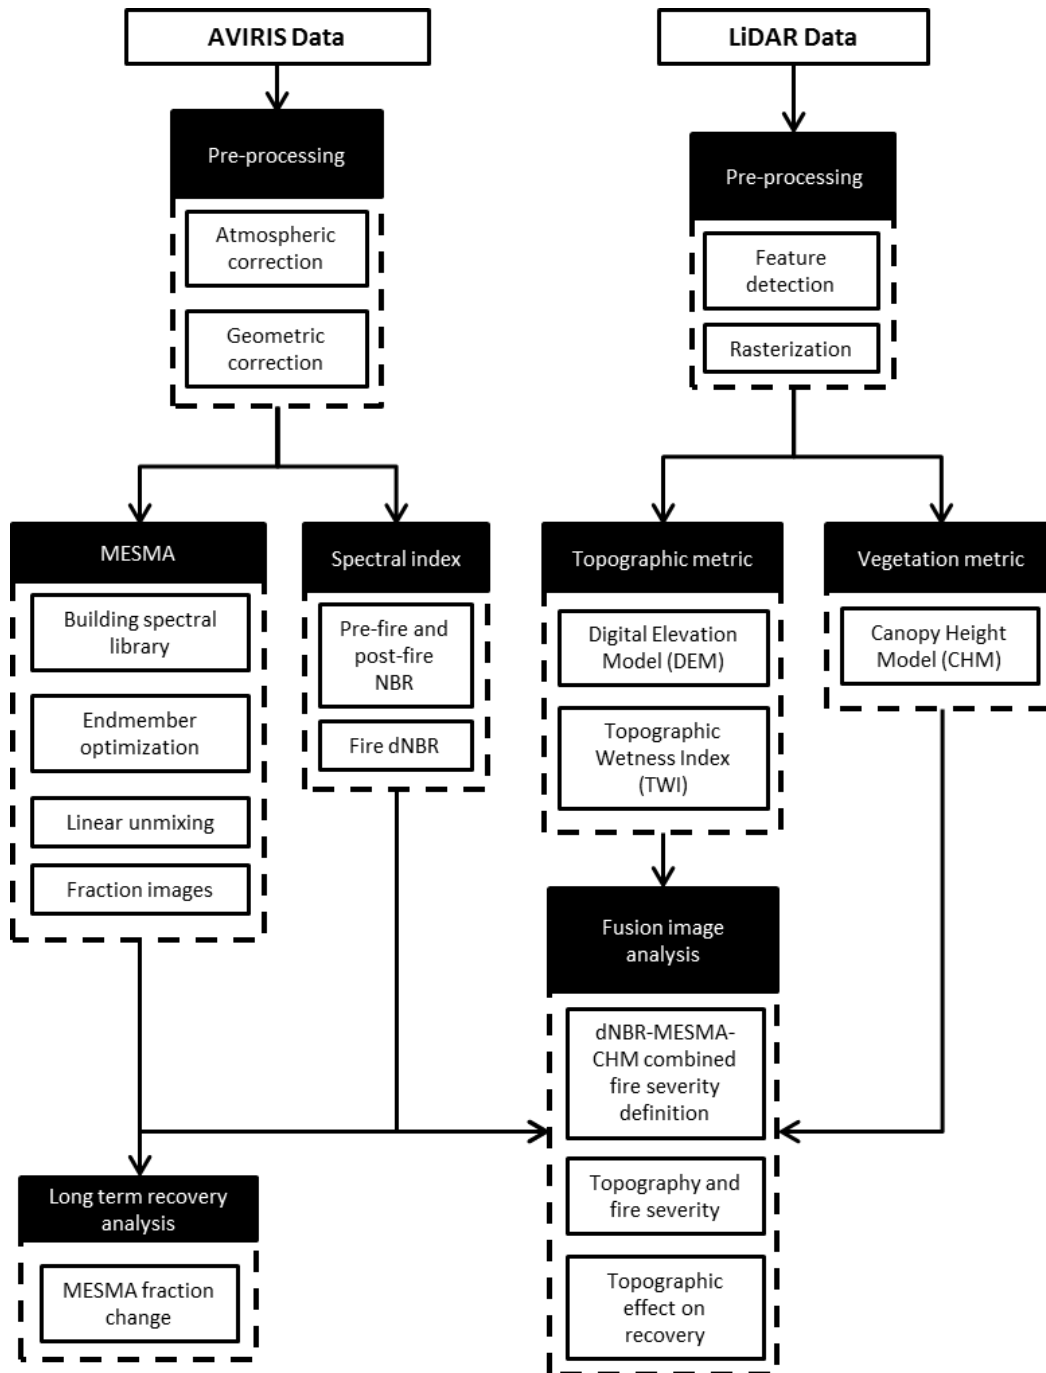 AVIRIS Data
LiDAR Data
Pre-processing
Atmospheric
correction
Geometric
correction
Pre-processing
Feature
detection
Rasterization
MESMA
Building spectral
library
Endmember
optimization
Linear unmixing
Fraction images
Spectral index
Pre-fire and
post-fire
NBR
Fire dNBR
Topographic metric
Digital Elevation
Model (DEM)
Topographic
Wetness Index
(TWI)
Vegetation metric
Canopy Height
Model (CHM)
Fusion image
analysis
dNBR-MESMA-
CHM combined
fire severity
definition
Topography and
fire severity
Topographic
effect on
recovery
Long term recovery
analysis
MESMA fraction
change